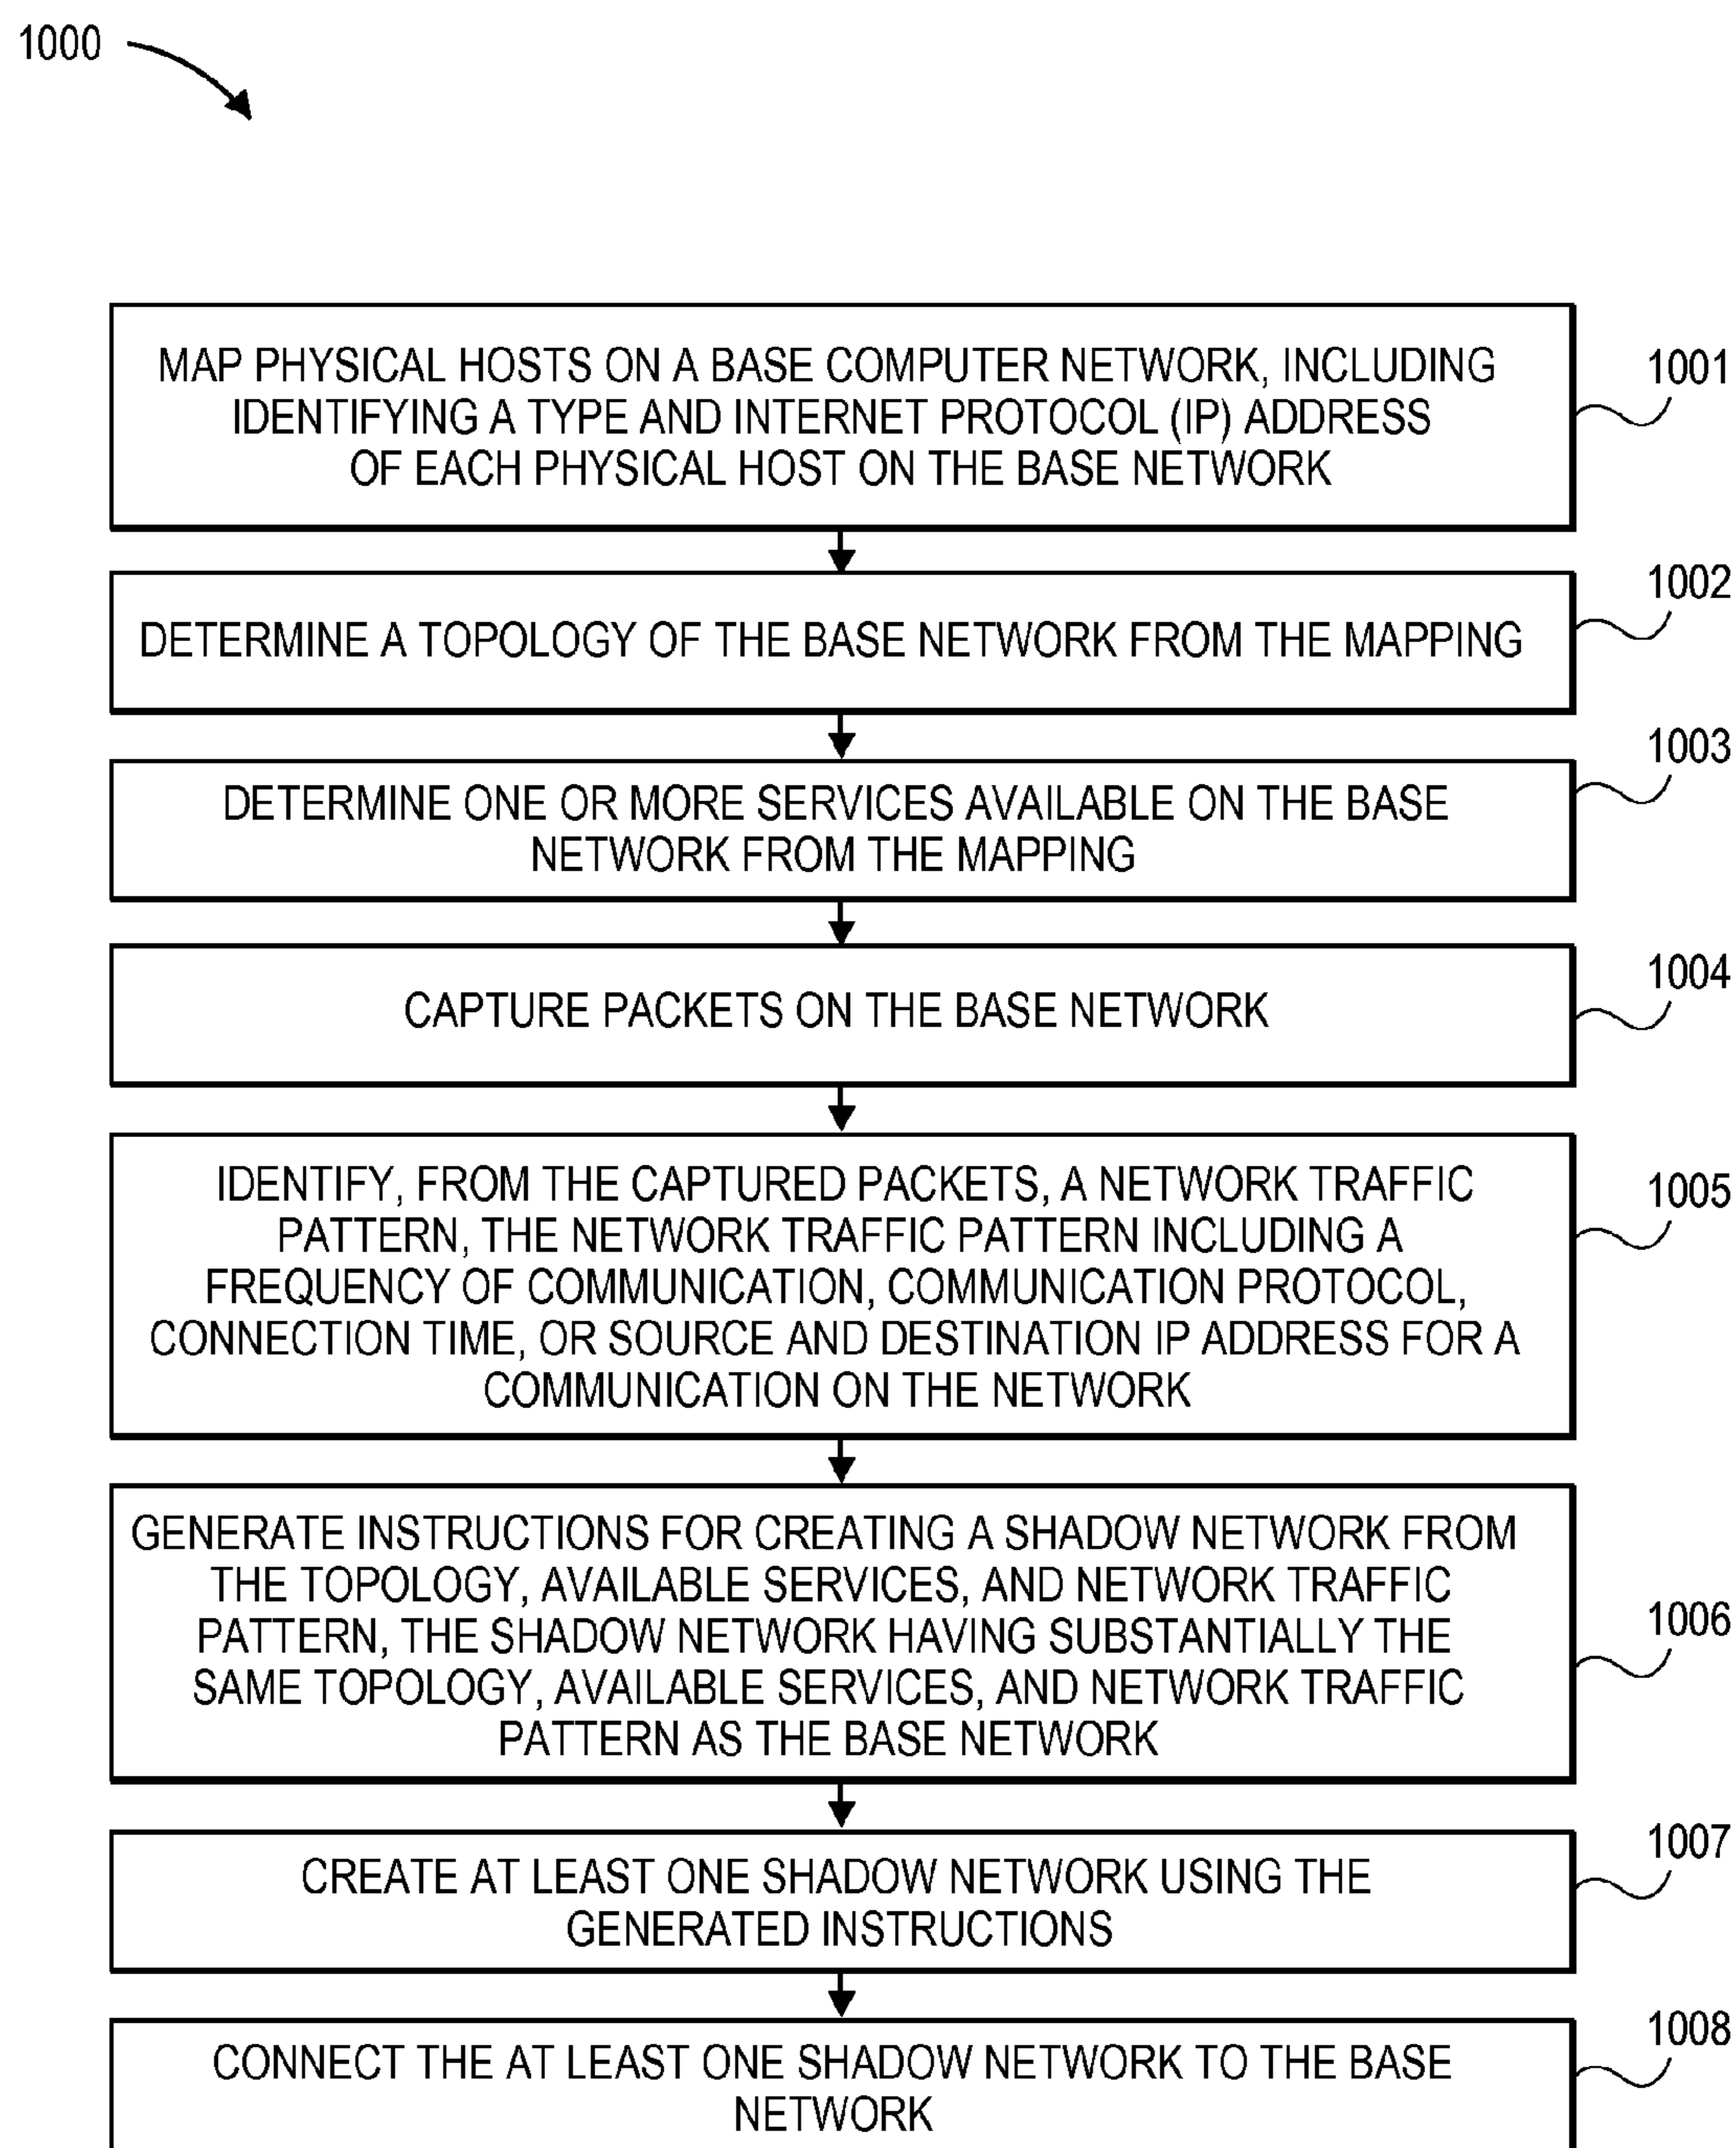 1000
MAP PHYSICAL HOSTS ON A BASE COMPUTER NETWORK, INCLUDING
IDENTIFYING A TYPE AND INTERNET PROTOCOL (IP) ADDRESS
OF EACH PHYSICAL HOST ON THE BASE NETWORK
1001
DETERMINE A TOPOLOGY OF THE BASE NETWORK FROM THE MAPPING
1002
DETERMINE ONE OR MORE SERVICES AVAILABLE ON THE BASE
NETWORK FROM THE MAPPING
1003
CAPTURE PACKETS ON THE BASE NETWORK
1004
IDENTIFY, FROM THE CAPTURED PACKETS, A NETWORK TRAFFIC
PATTERN, THE NETWORK TRAFFIC PATTERN INCLUDING A
FREQUENCY OF COMMUNICATION, COMMUNICATION PROTOCOL,
CONNECTION TIME, OR SOURCE AND DESTINATION IP ADDRESS FOR A
COMMUNICATION ON THE NETWORK
1005
GENERATE INSTRUCTIONS FOR CREATING A SHADOW NETWORK FROM
THE TOPOLOGY, AVAILABLE SERVICES, AND NETWORK TRAFFIC
PATTERN, THE SHADOW NETWORK HAVING SUBSTANTIALLY THE
SAME TOPOLOGY, AVAILABLE SERVICES, AND NETWORK TRAFFIC
PATTERN AS THE BASE NETWORK
1006
CREATE AT LEAST ONE SHADOW NETWORK USING THE
GENERATED INSTRUCTIONS
1007
CONNECT THE AT LEAST ONE SHADOW NETWORK TO THE BASE
NETWORK
1008